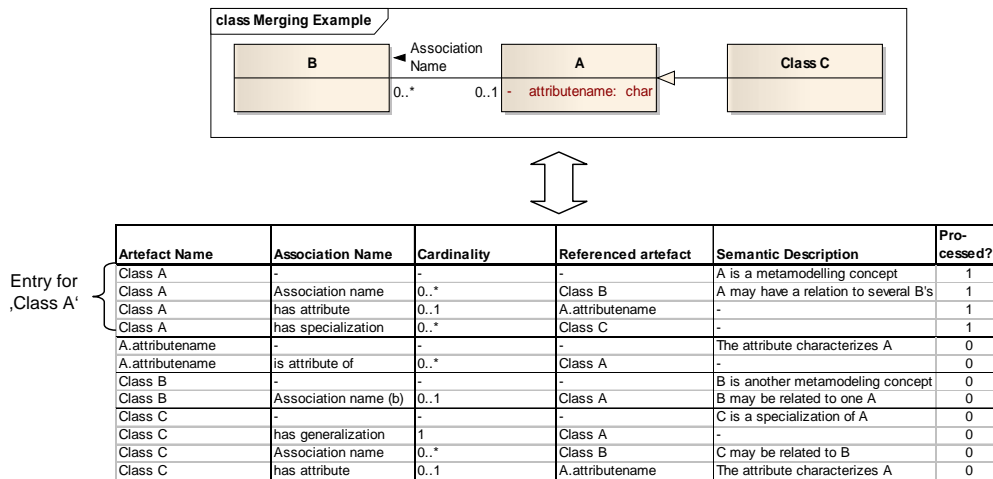 class Merging Example
B
Association
Name
A
Class C
0..*
0..1
- attributename: char
Artefact Name Association Name Cardinality Referenced artefact Semantic Description Pro-
cessed?
Entry for
‚Class A‘
Class A - - - A is a metamodelling concept 1
Class A Association name 0..* Class B A may have a relation to several B's 1
Class A has attribute 0..1 A.attributename - 1
Class A has specialization 0..* Class C - 1
A.attributename - - - The attribute characterizes A 0
A.attributename is attribute of 0..* Class A - 0
Class B - - - B is another metamodeling concept 0
Class B Association name (b) 0..1 Class A B may be related to one A 0
Class C - - - C is a specialization of A 0
Class C has generalization 1 Class A - 0
Class C Association name 0..* Class B C may be related to B 0
Class C has attribute 0..1 A.attributename The attribute characterizes A 0